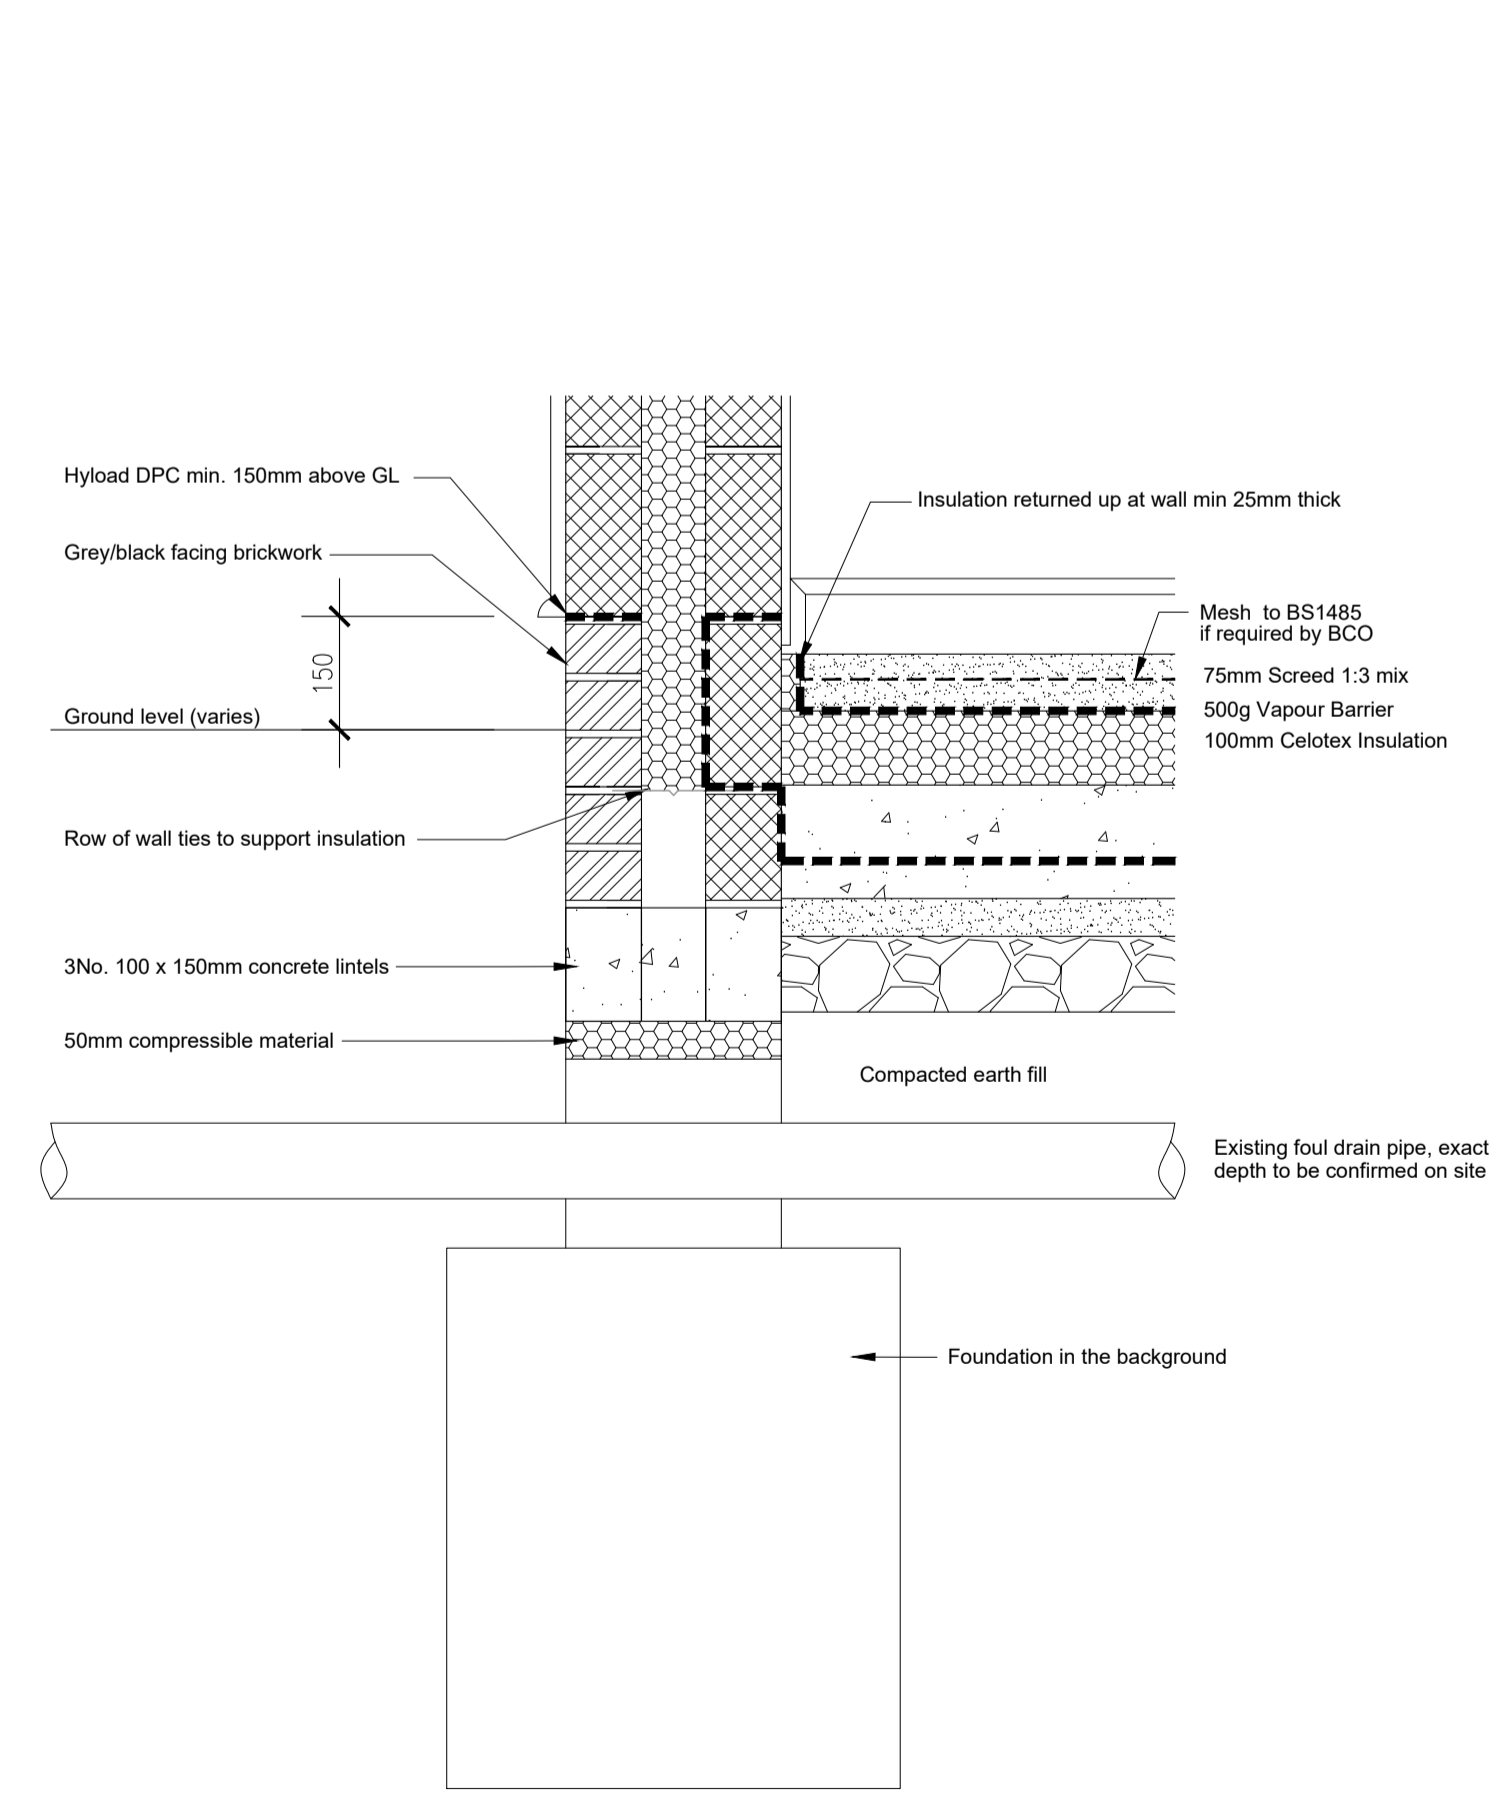 Hyload DPC min. 150mm above GL
Grey/black facing brickwork
150
Ground level (varies)
Row of wall ties to support insulation
3No. 100 x 150mm concrete lintels
50mm compressible material
Insulation returned up at wall min 25mm thick
Mesh  to BS1485
if required by BCO
75mm Screed 1:3 mix
500g Vapour Barrier
100mm Celotex Insulation
Compacted earth fill
Existing foul drain pipe, exact
depth to be confirmed on site
Foundation in the background